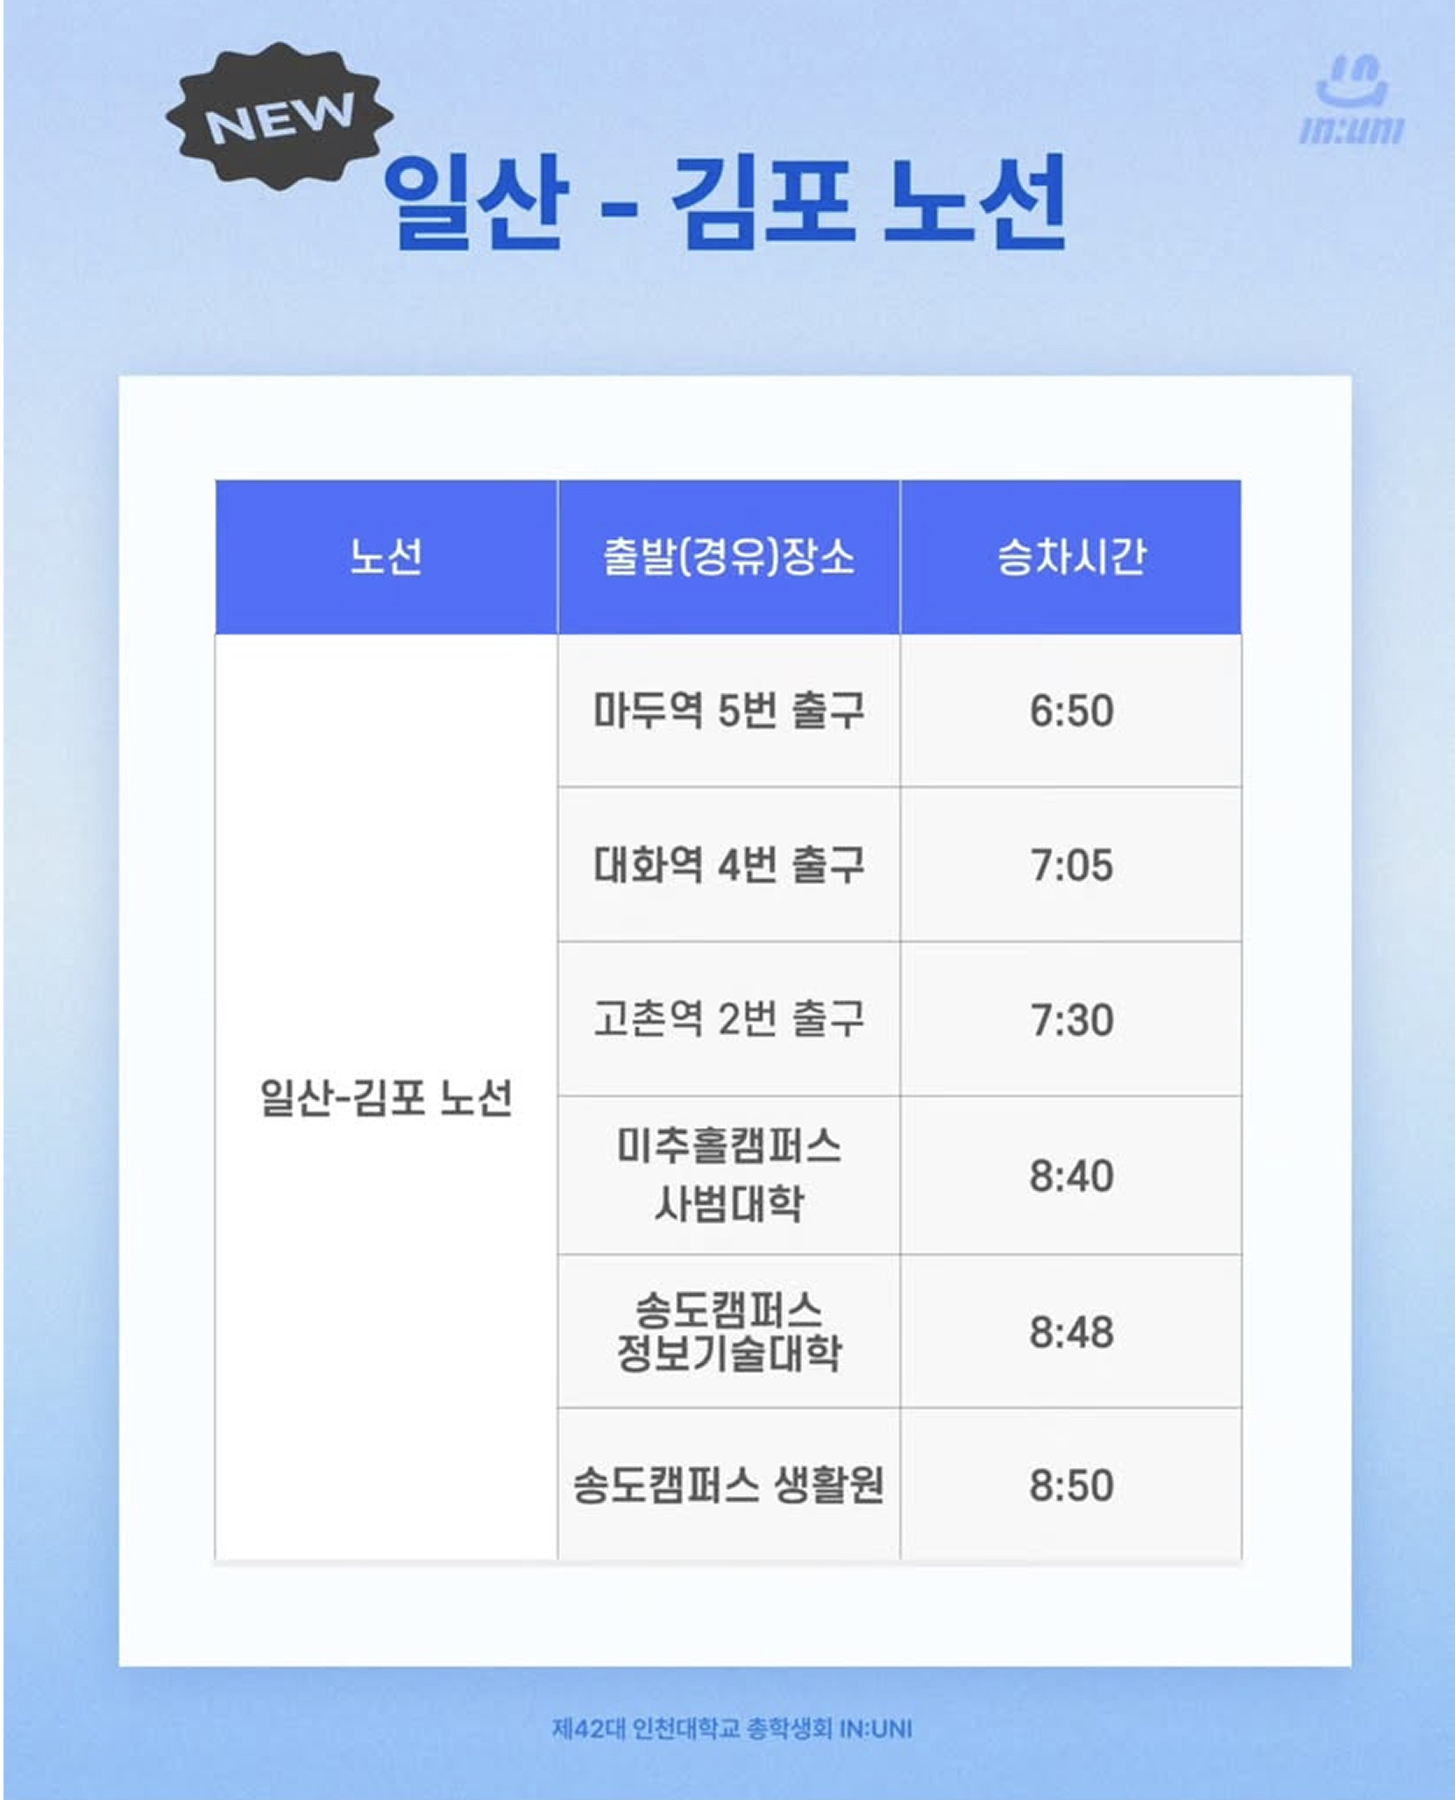 NEW
IN
IN:UNI
일산 - 김포 노선
노선 출발(경유)장소 승차시간
마두역 5번 출구 6:50
대화역 4번 출구 7:05
고촌역 2번 출구 7:30
일산-김포 노선
미추홀캠퍼스
사범대학 8:40
송도캠퍼스
정보기술대학 8:48
송도캠퍼스 생활원 8:50
제42대 인천대학교 총학생회 IN:UNI